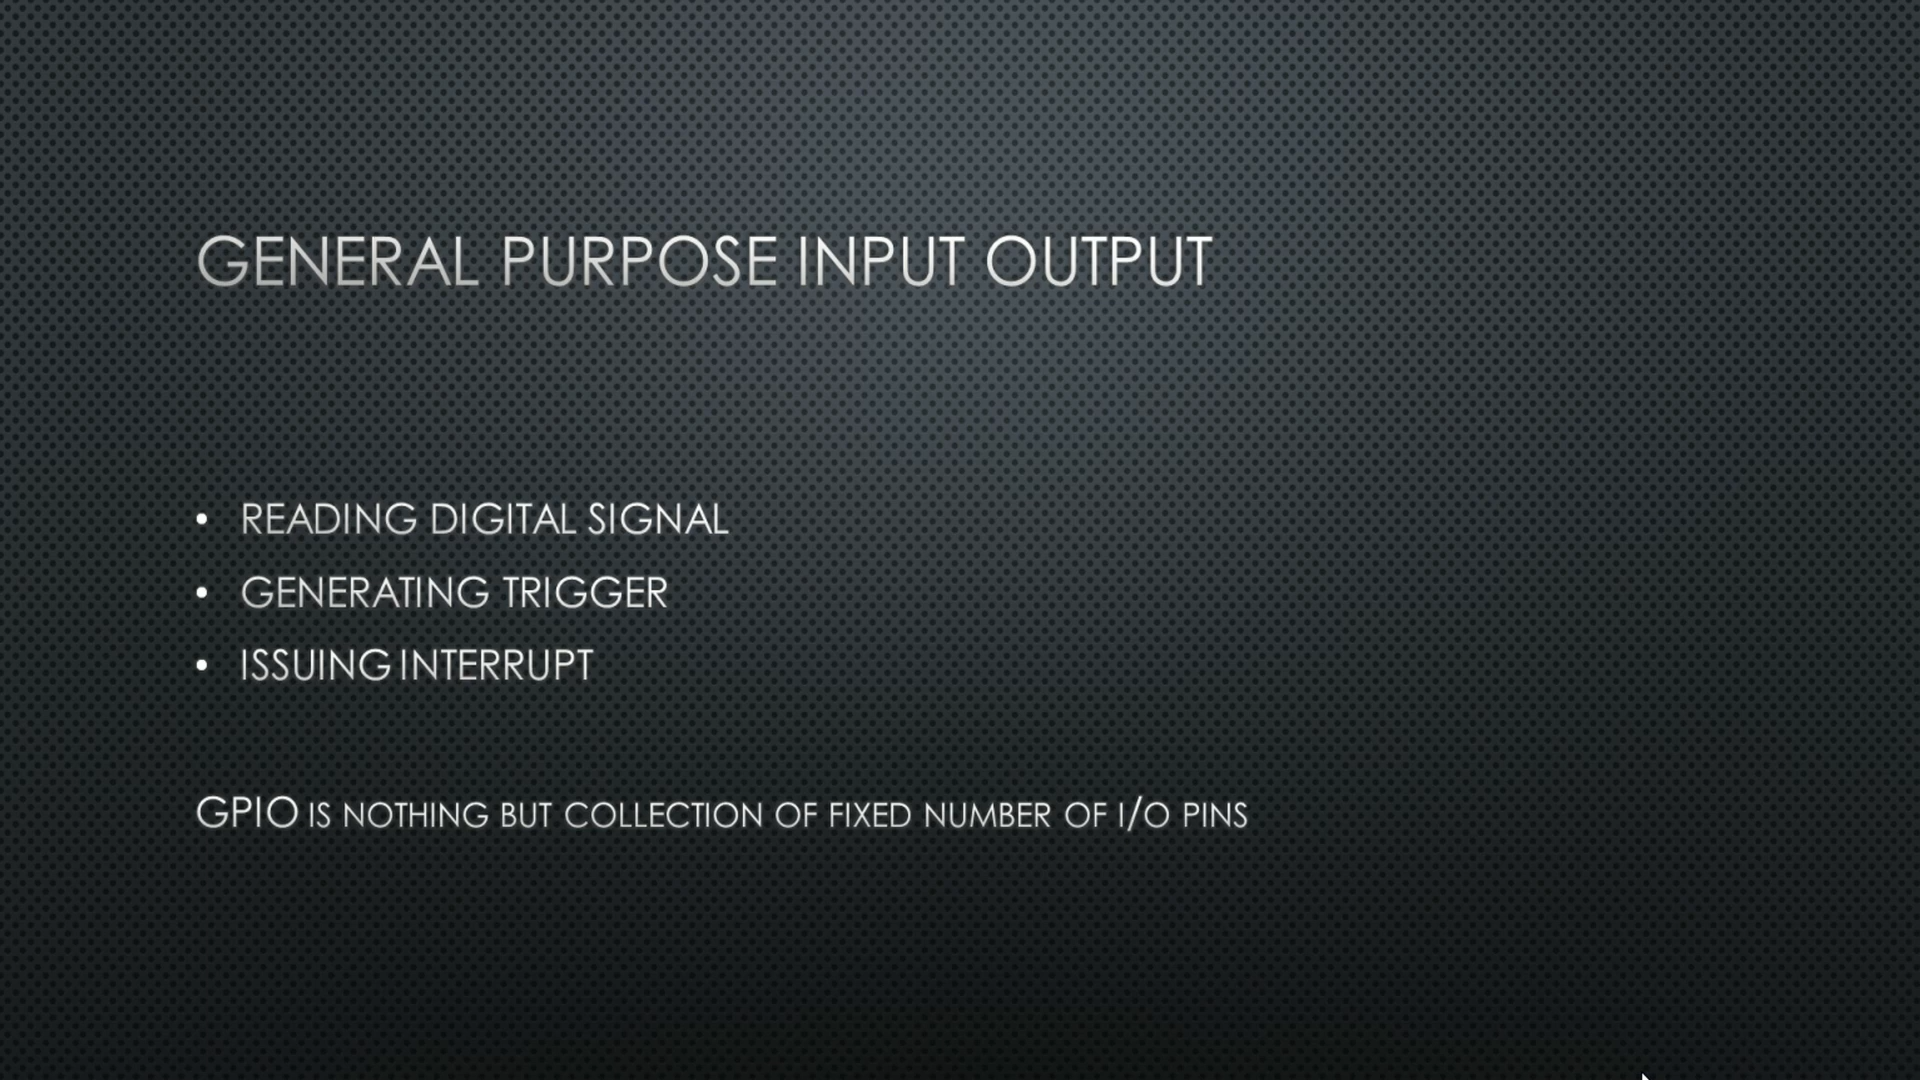 GENERAL PURPOSE INPUT OUTPUT
• READING DIGITAL SIGNAL
• GENERATING TRIGGER
• ISSUING INTERRUPT
GPIO IS NOTHING BUT COLLECTION OF FIXED NUMBER OF I/O PINS